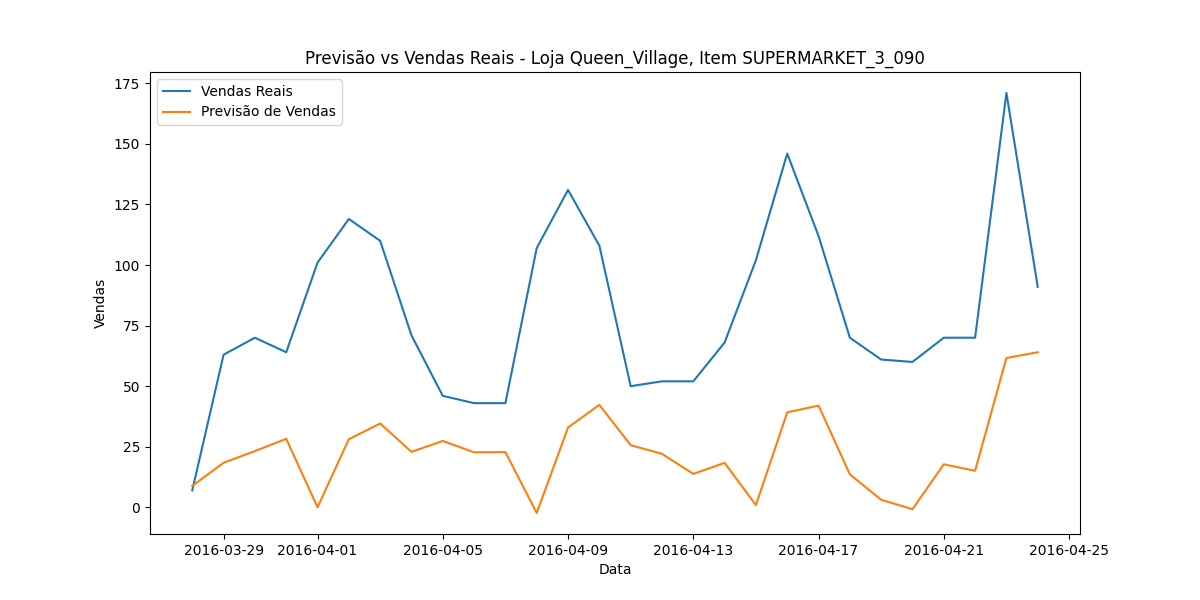 Previsão vs Vendas Reais - Loja Queen_Village, Item SUPERMARKET_3_090
Vendas Reais
Previsão de Vendas
175
150
125
100
75
50
25
0
Vendas
2016-03-29 2016-04-01 2016-04-05 2016-04-09 2016-04-13 2016-04-17 2016-04-21 2016-04-25
Data